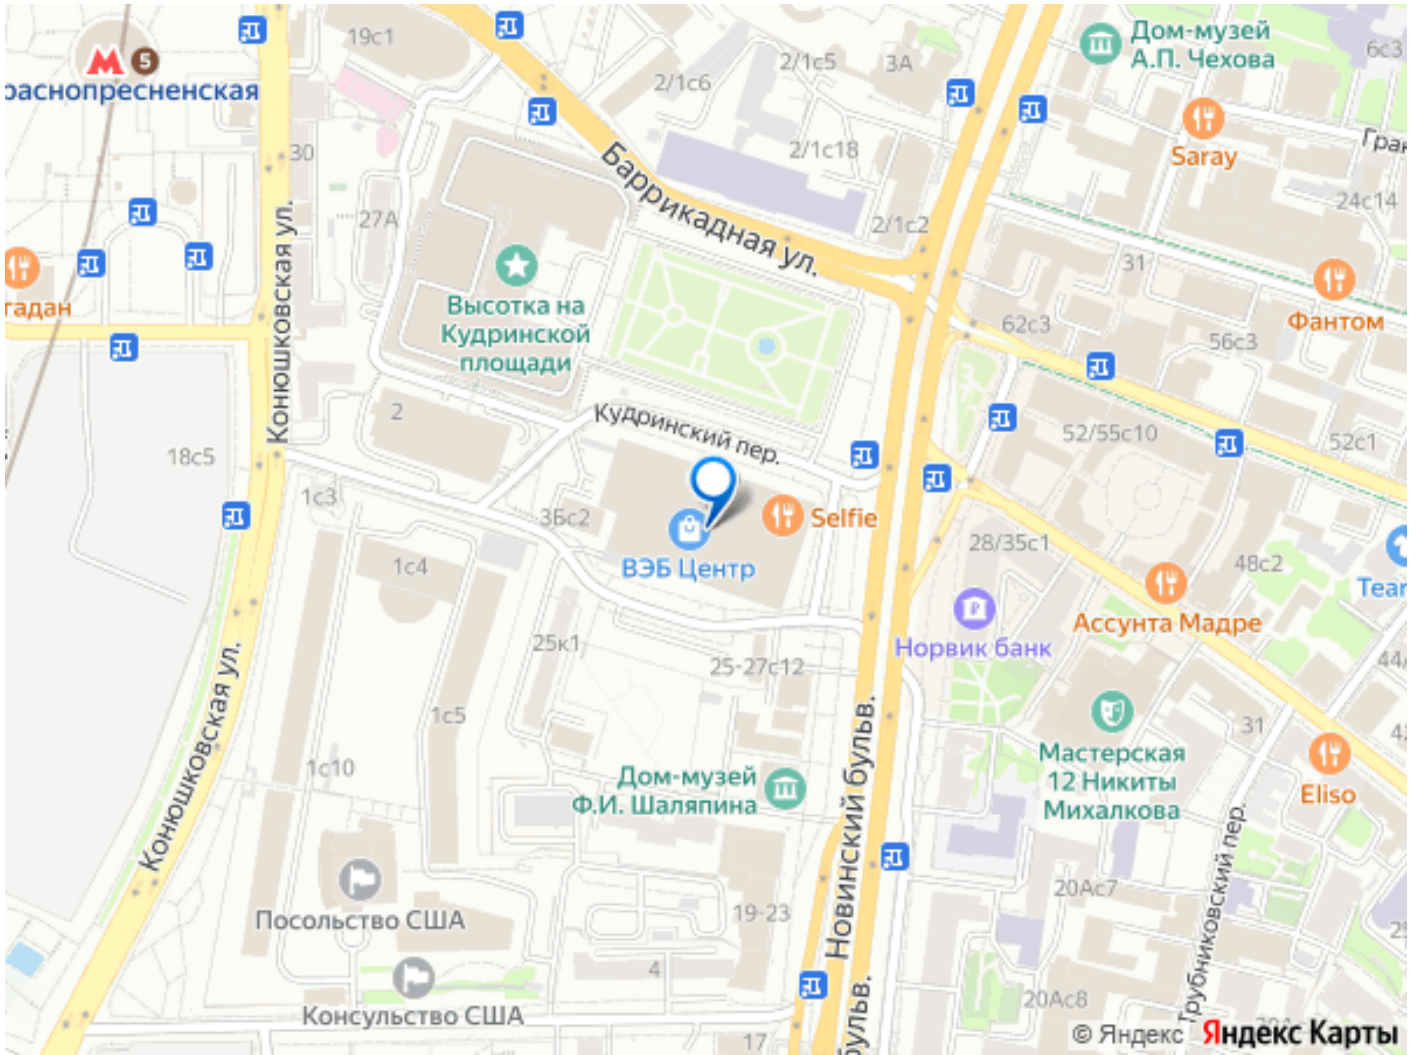 19с1
М 5
раснопресненская
30
27А
2/1с6
2/1с5
3А
Дом-музей
А.П. Чехова
6с3
Saray
2/1с18
Баррикадная ул.
2/1с2
24с14
31
гадан
Конюшковская ул.
Высотка на
Кудринской
площади
62с3
56с3
Фантом
2
Кудринский пер.
52/55с10
52с1
18с5
1с3
3Бс2
Selfie
ВЭБ Центр
28/35с1
48с2
1с4
Ассунта Мадре
Норвик банк
25к1
25-27с12
Конюшковская ул.
1с5
1с10
Дом-музей
Ф.И. Шаляпина
Новинский бульв.
Мастерская
12 Никиты
Михалкова
31
Eliso
Трубниковский пер.
Посольство США
19-23
20Ас7
4
Консульство США
17
бульв.
20Ас8
© Яндекс Яндекс Карты